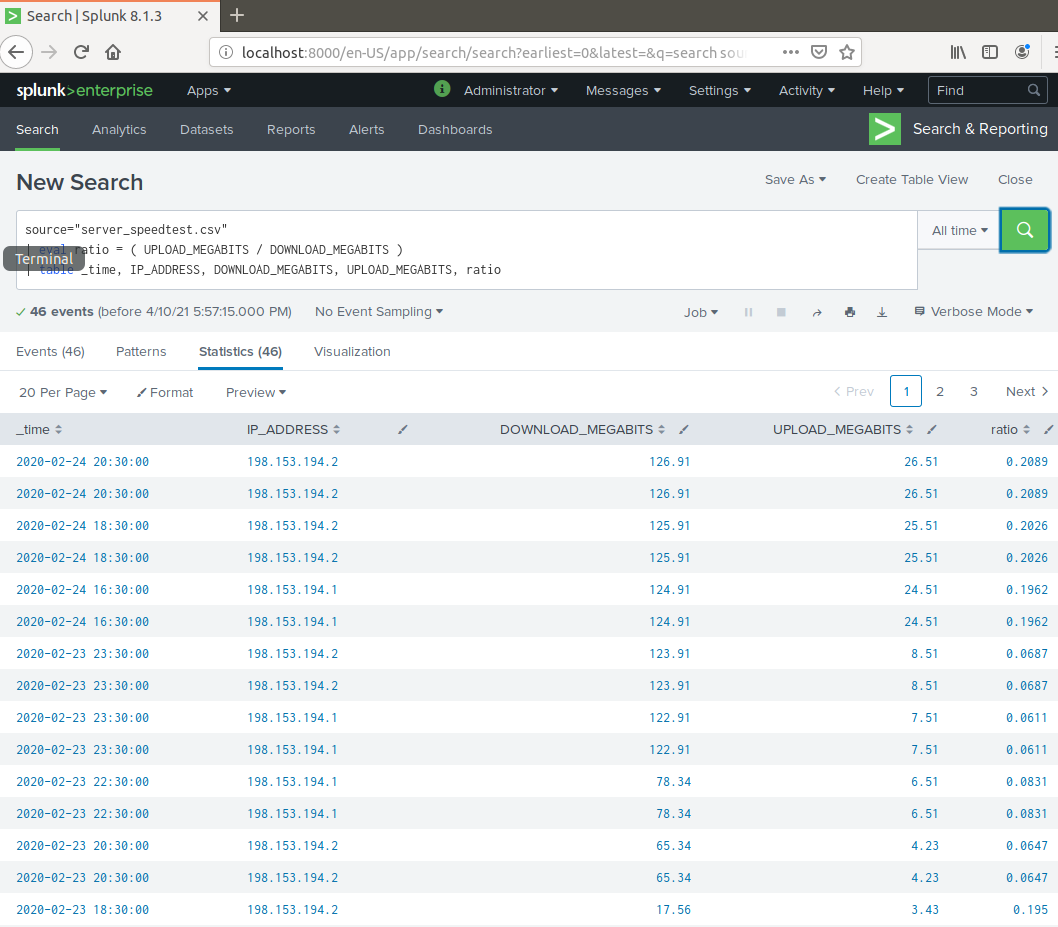 Search | Splunk 8.1.3
localhost:8000/en-US/app/search/search?earliest=0&latest=&q=search sou
splunk>enterprise Apps Administrator Messages Settings Activity Help Find
Search Analytics Datasets Reports Alerts Dashboards Search & Reporting
New Search Save As Create Table View Close
source="server_speedtest.csv"
| eval ratio = ( UPLOAD_MEGABITS / DOWNLOAD_MEGABITS ) All time
Terminal
| table _time, IP_ADDRESS, DOWNLOAD_MEGABITS, UPLOAD_MEGABITS, ratio
46 events (before 4/10/21 5:57:15.000 PM) No Event Sampling Job Verbose Mode
Events (46) Patterns Statistics (46) Visualization
20 Per Page Format Preview < Prev 1 2 3 Next >
_time IP_ADDRESS DOWNLOAD_MEGABITS UPLOAD_MEGABITS ratio
2020-02-24 20:30:00 198.153.194.2 126.91 26.51 0.2089
2020-02-24 20:30:00 198.153.194.2 126.91 26.51 0.2089
2020-02-24 18:30:00 198.153.194.2 125.91 25.51 0.2026
2020-02-24 18:30:00 198.153.194.2 125.91 25.51 0.2026
2020-02-24 16:30:00 198.153.194.1 124.91 24.51 0.1962
2020-02-24 16:30:00 198.153.194.1 124.91 24.51 0.1962
2020-02-23 23:30:00 198.153.194.2 123.91 8.51 0.0687
2020-02-23 23:30:00 198.153.194.2 123.91 8.51 0.0687
2020-02-23 23:30:00 198.153.194.1 122.91 7.51 0.0611
2020-02-23 23:30:00 198.153.194.1 122.91 7.51 0.0611
2020-02-23 22:30:00 198.153.194.1 78.34 6.51 0.0831
2020-02-23 22:30:00 198.153.194.1 78.34 6.51 0.0831
2020-02-23 20:30:00 198.153.194.2 65.34 4.23 0.0647
2020-02-23 20:30:00 198.153.194.2 65.34 4.23 0.0647
2020-02-23 18:30:00 198.153.194.2 17.56 3.43 0.195